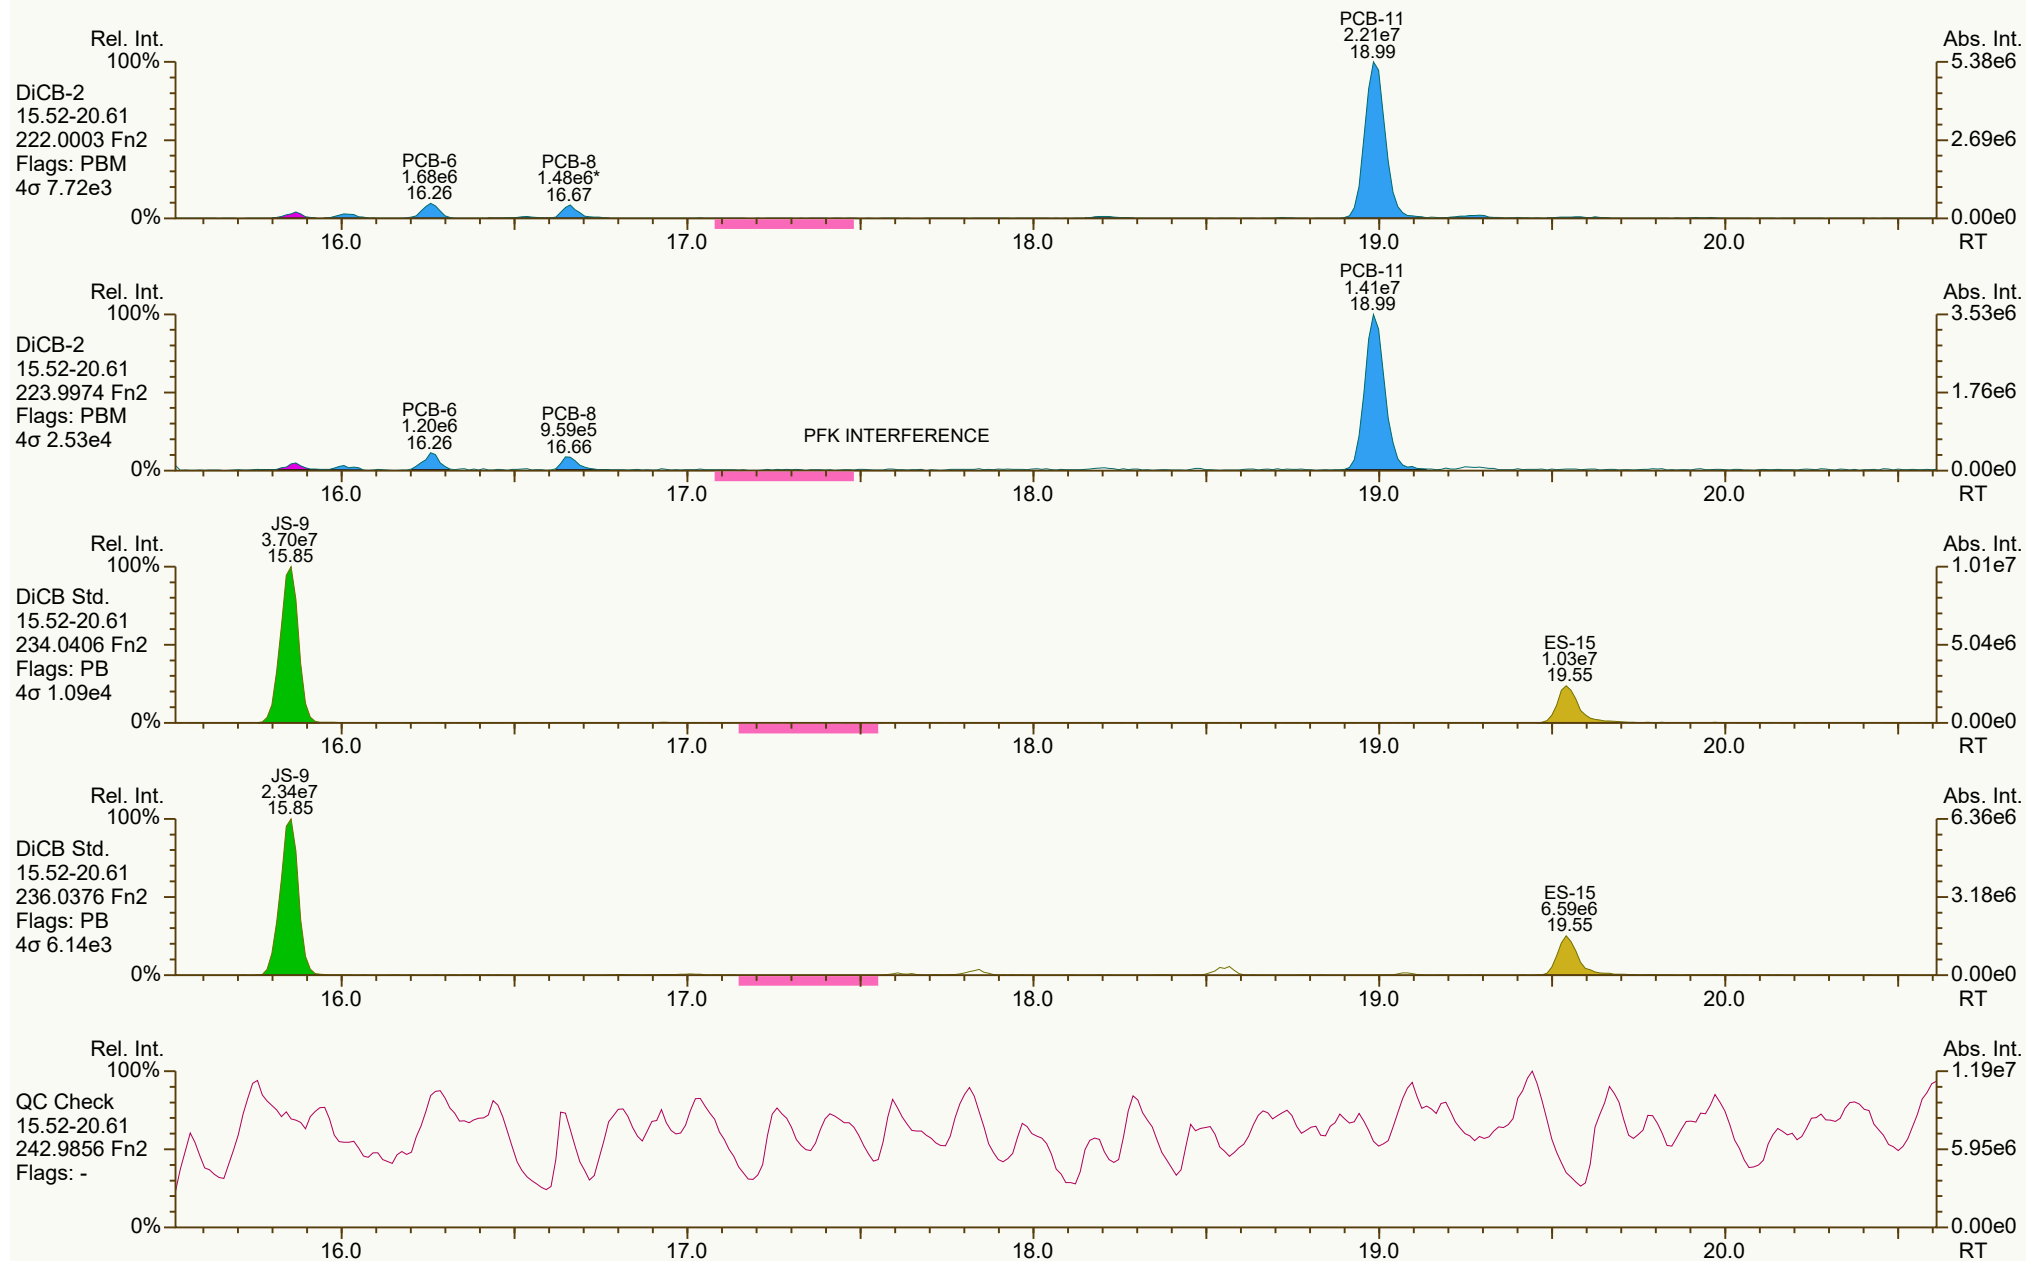 Rel. Int.
100%
0%
DiCB-2
15.52-20.61
222.0003 Fn2
Flags: PBM
4σ 7.72e3
PCB-6
1.68e6
16.26
PCB-8
1.48e6*
16.67
PCB-11
2.21e7
18.99
Abs. Int.
5.38e6
2.69e6
0.00e0
16.0 17.0 18.0 19.0 20.0 RT
Rel. Int.
100%
0%
DiCB-2
15.52-20.61
223.9974 Fn2
Flags: PBM
4σ 2.53e4
PCB-6
1.20e6
16.26
PCB-8
9.59e5
16.66
PFK INTERFERENCE
PCB-11
1.41e7
18.99
Abs. Int.
3.53e6
1.76e6
0.00e0
16.0 17.0 18.0 19.0 20.0 RT
Rel. Int.
100%
0%
DiCB Std.
15.52-20.61
234.0406 Fn2
Flags: PB
4σ 1.09e4
JS-9
3.70e7
15.85
ES-15
1.03e7
19.55
Abs. Int.
1.01e7
5.04e6
0.00e0
16.0 17.0 18.0 19.0 20.0 RT
Rel. Int.
100%
0%
DiCB Std.
15.52-20.61
236.0376 Fn2
Flags: PB
4σ 6.14e3
JS-9
2.34e7
15.85
ES-15
6.59e6
19.55
Abs. Int.
6.36e6
3.18e6
0.00e0
16.0 17.0 18.0 19.0 20.0 RT
Rel. Int.
100%
0%
QC Check
15.52-20.61
242.9856 Fn2
Flags: -
Abs. Int.
1.19e7
5.95e6
0.00e0
16.0 17.0 18.0 19.0 20.0 RT